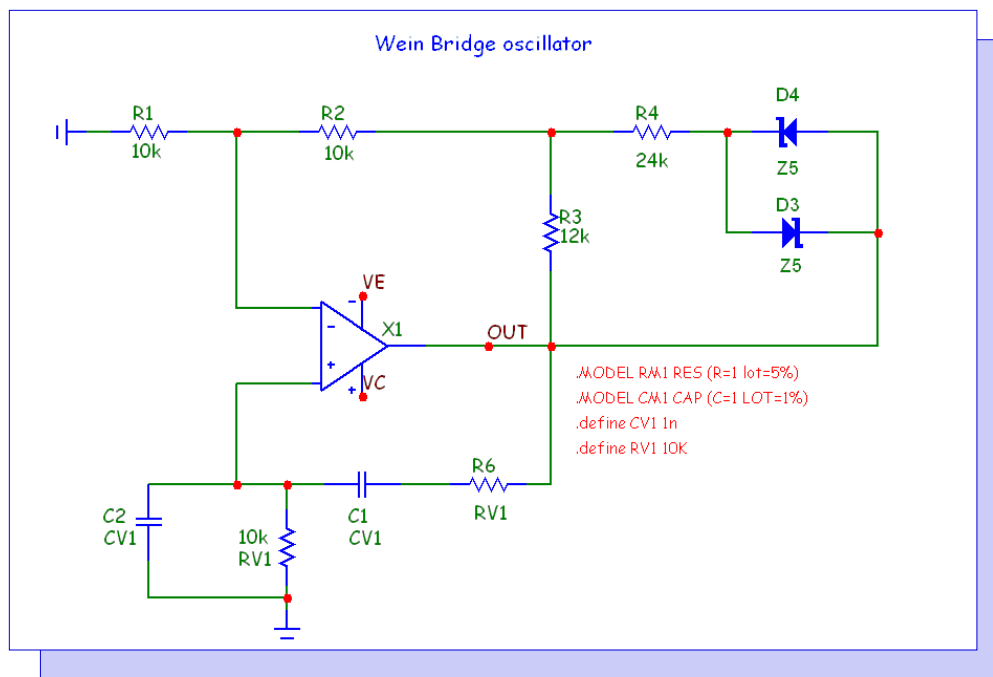 Wein Bridge oscillator
R1
10k
R2
10k
R4
24k
D4
Z5
D3
Z5
R3
12k
VE
-
-
+
+
X1
VC
OUT
.MODEL RM1 RES (R=1 lot=5%)
.MODEL CM1 CAP (C=1 LOT=1%)
.define CV1 1n
.define RV1 10K
C2
CV1
10k
RV1
C1
CV1
R6
RV1